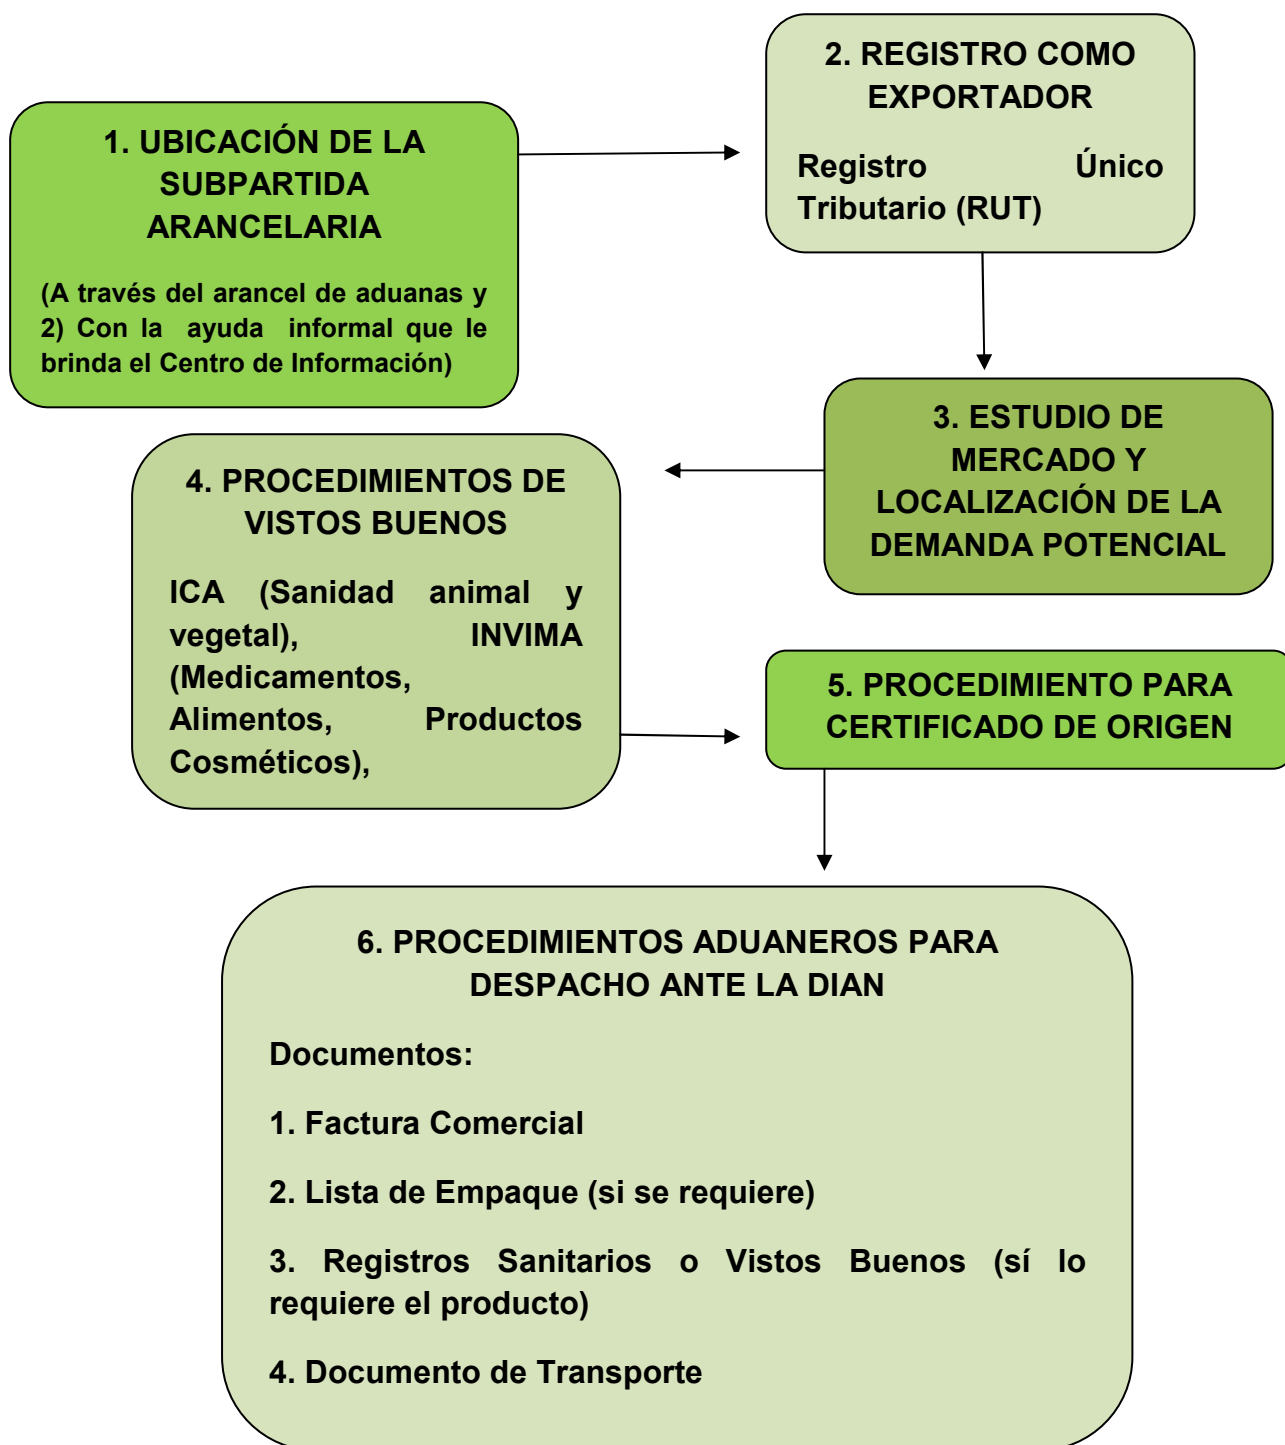 1. UBICACIÓN DE LA
SUBPARTIDA
ARANCELARIA
(A través del arancel de aduanas y
2) Con la ayuda informal que le
brinda el Centro de Información)
2. REGISTRO COMO
EXPORTADOR
Registro Único
Tributario (RUT)
3. ESTUDIO DE
MERCADO Y
LOCALIZACIÓN DE LA
DEMANDA POTENCIAL
4. PROCEDIMIENTOS DE
VISTOS BUENOS
ICA (Sanidad animal y
vegetal), INVIMA
(Medicamentos,
Alimentos, Productos
Cosméticos),
5. PROCEDIMIENTO PARA
CERTIFICADO DE ORIGEN
6. PROCEDIMIENTOS ADUANEROS PARA
DESPACHO ANTE LA DIAN
Documentos:
1. Factura Comercial
2. Lista de Empaque (si se requiere)
3. Registros Sanitarios o Vistos Buenos (sí lo
requiere el producto)
4. Documento de Transporte